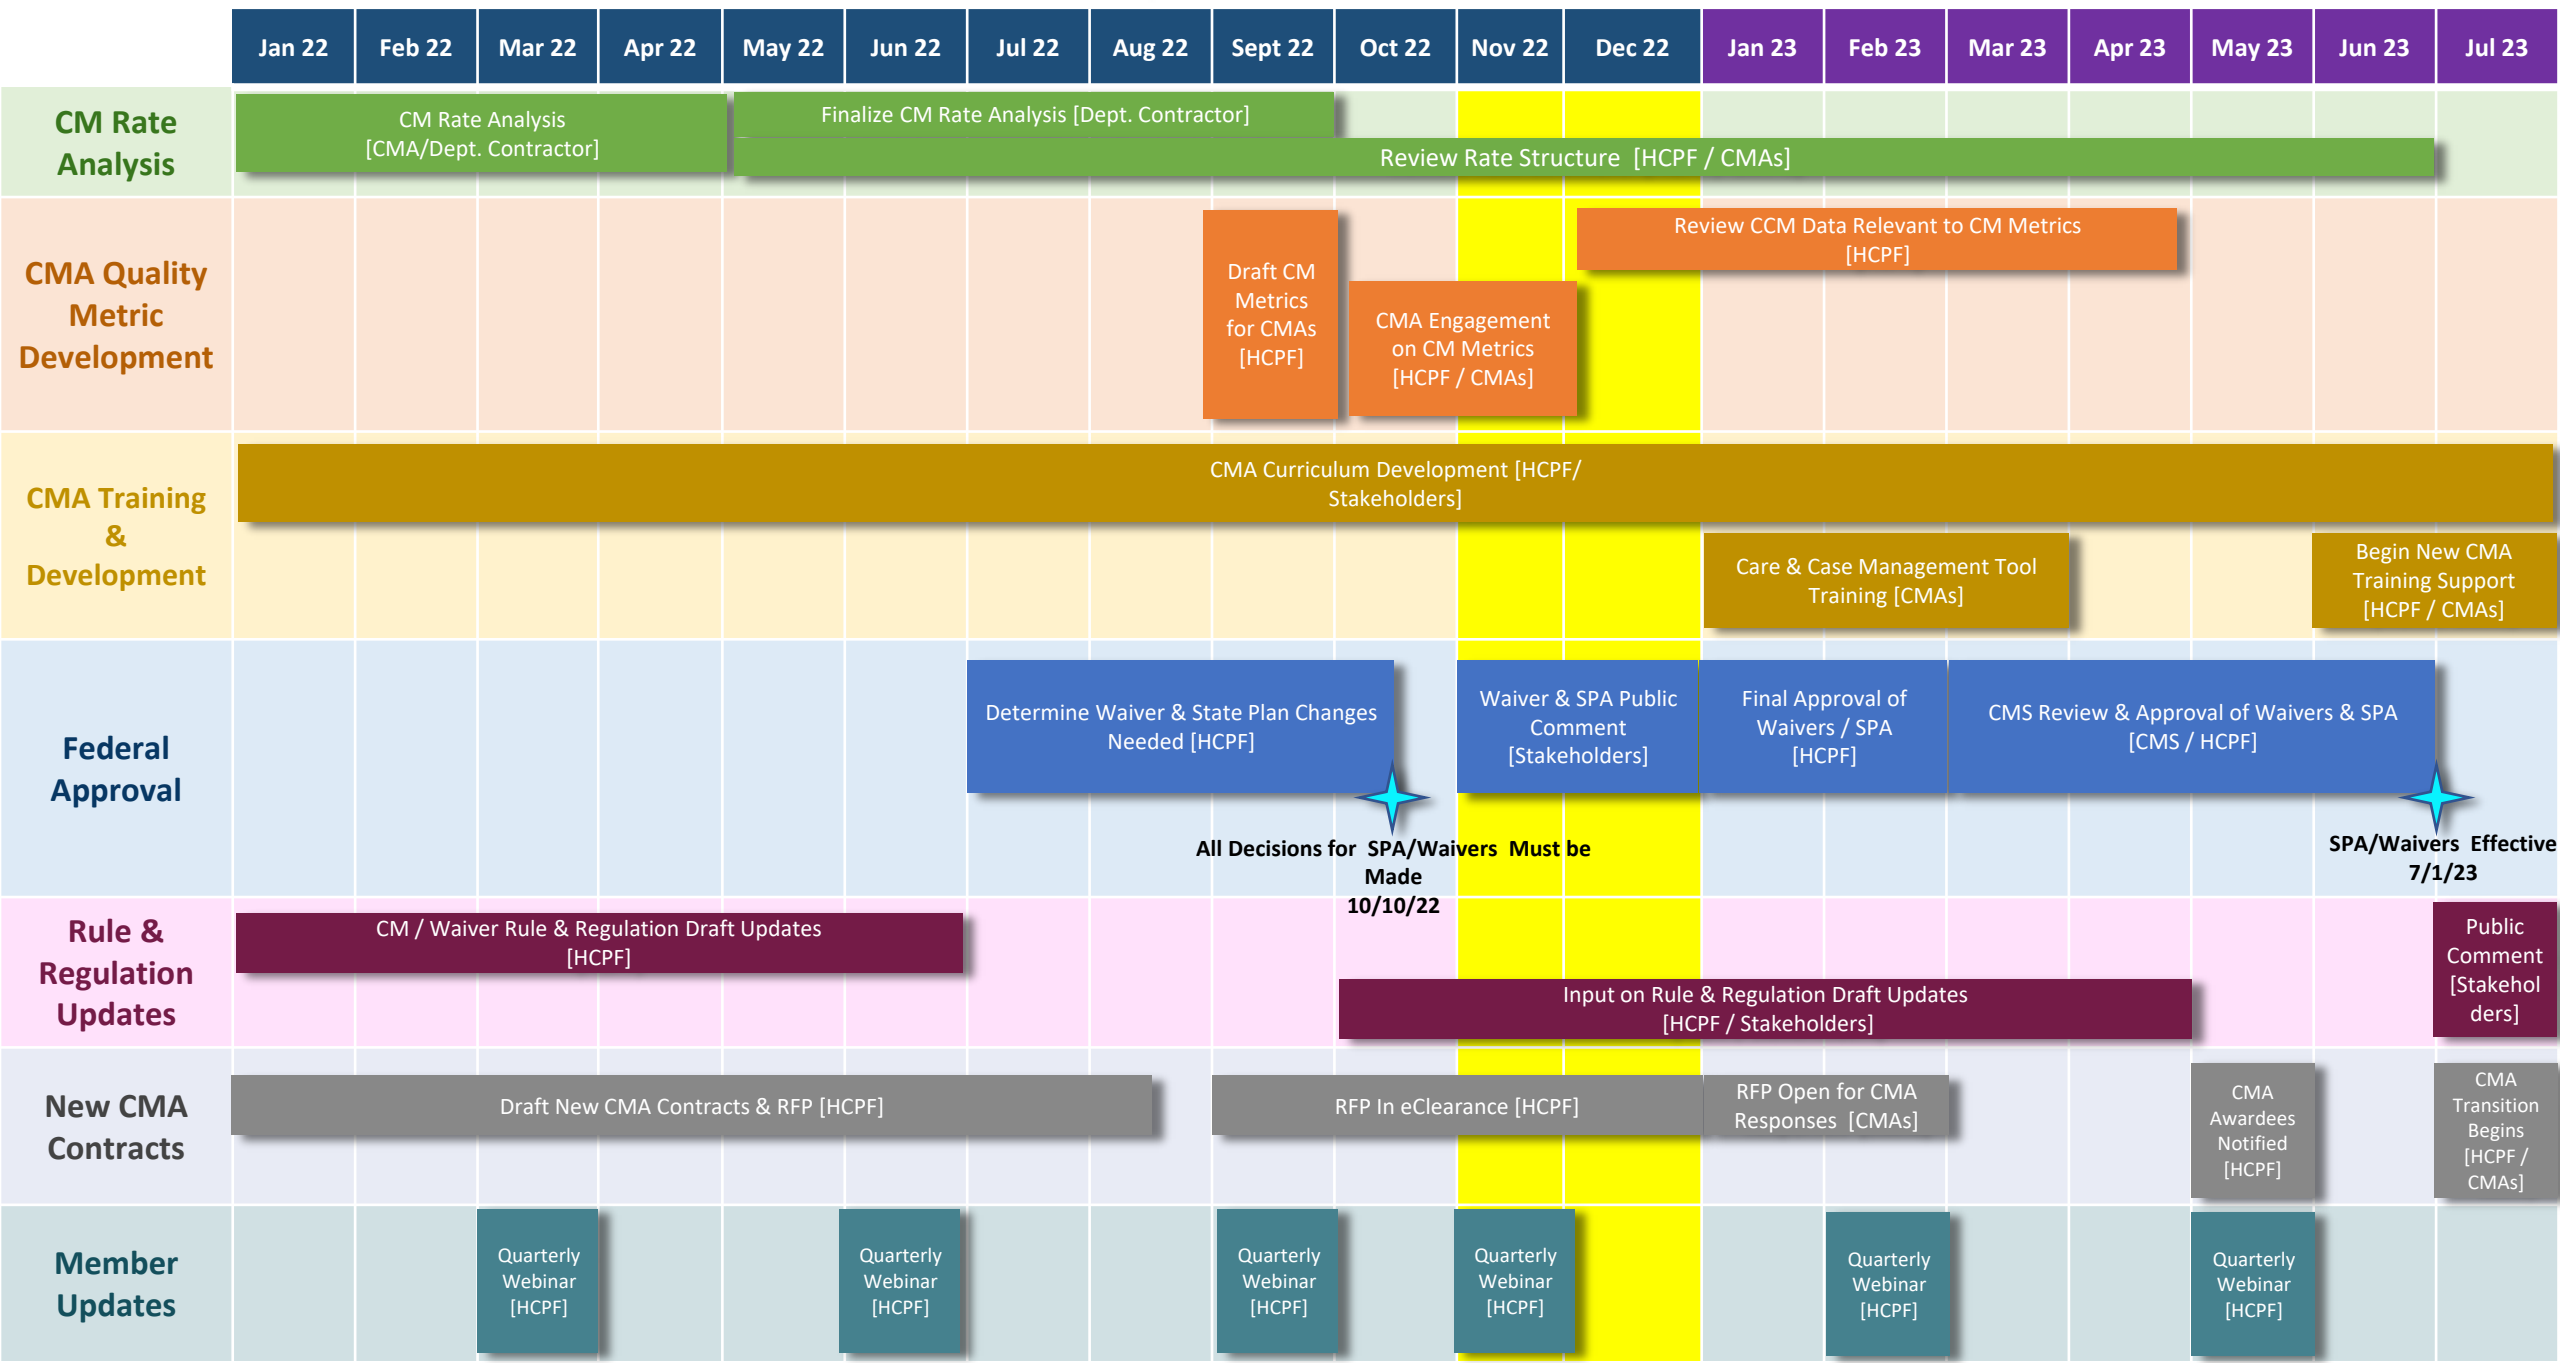 Jan 22 Feb 22 Mar 22 Apr 22 May 22 Jun 22 Jul 22 Aug 22 Sept 22 Oct 22 Nov 22 Dec 22 Jan 23 Feb 23 Mar 23 Apr 23 May 23 Jun 23 Jul 23
CM Rate
Analysis
CM Rate Analysis
[CMA/Dept. Contractor]
Finalize CM Rate Analysis [Dept. Contractor]
Review Rate Structure [HCPF / CMAs]
CMA Quality
Metric
Development
Draft CM
Metrics
for CMAs
[HCPF]
CMA Engagement
on CM Metrics
[HCPF / CMAs]
Review CCM Data Relevant to CM Metrics
[HCPF]
CMA Training
&
Development
CMA Curriculum Development [HCPF/
Stakeholders]
Care & Case Management Tool
Training [CMAs]
Begin New CMA
Training Support
[HCPF / CMAs]
Federal
Approval
Determine Waiver & State Plan Changes
Needed [HCPF]
Waiver & SPA Public
Comment
[Stakeholders]
Final Approval of
Waivers / SPA
[HCPF]
CMS Review & Approval of Waivers & SPA
[CMS / HCPF]
All Decisions for SPA/Waivers Must be
Made
10/10/22
SPA/Waivers Effective
7/1/23
Rule &
Regulation
Updates
CM / Waiver Rule & Regulation Draft Updates
[HCPF]
Input on Rule & Regulation Draft Updates
[HCPF / Stakeholders]
Public
Comment
[Stakehol
ders]
New CMA
Contracts
Draft New CMA Contracts & RFP [HCPF]
RFP In eClearance [HCPF]
RFP Open for CMA
Responses [CMAs]
CMA
Awardees
Notified
[HCPF]
CMA
Transition
Begins
[HCPF /
CMAs]
Member
Updates
Quarterly
Webinar
[HCPF]
Quarterly
Webinar
[HCPF]
Quarterly
Webinar
[HCPF]
Quarterly
Webinar
[HCPF]
Quarterly
Webinar
[HCPF]
Quarterly
Webinar
[HCPF]